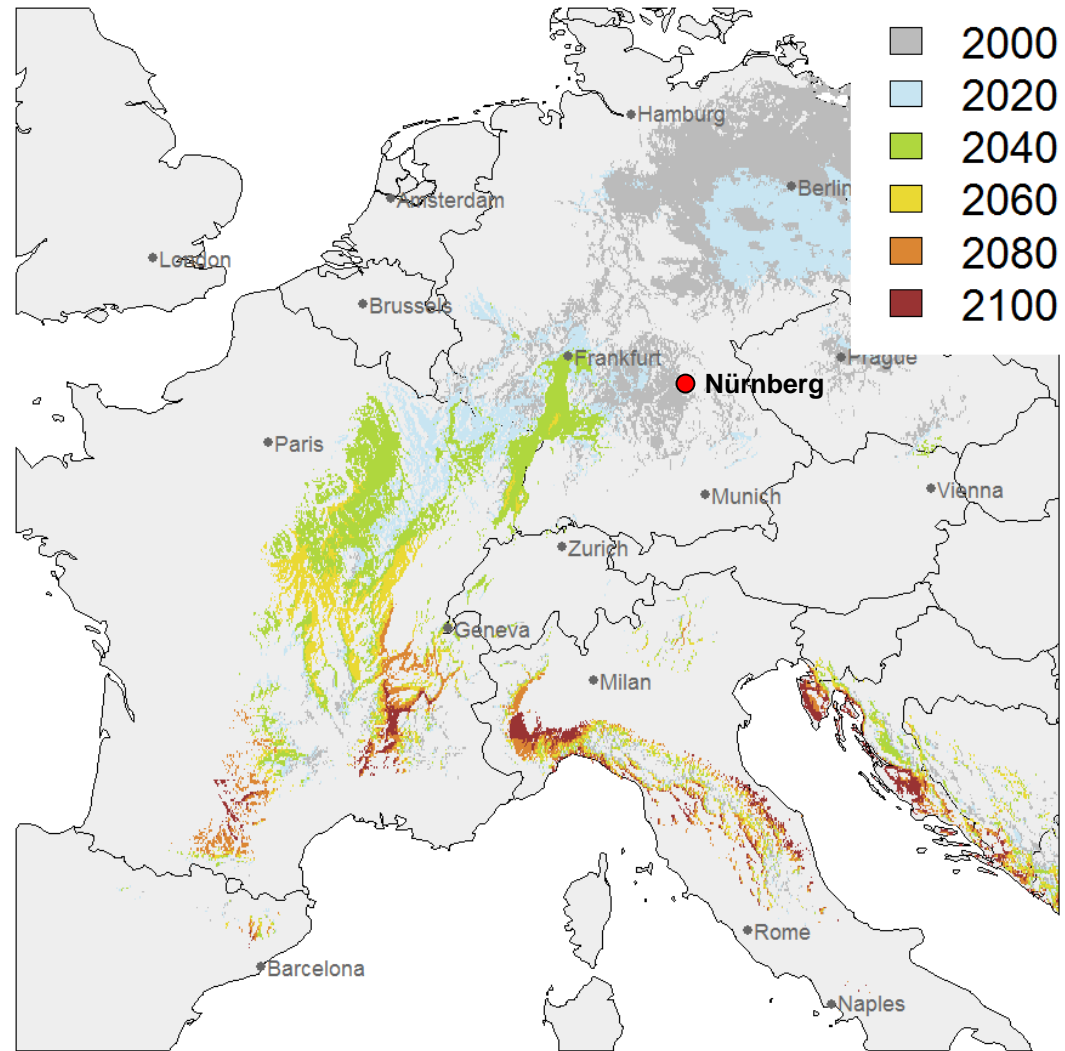 2000
2020
2040
2060
2080
2100
Hamburg
Berlin
Amsterdam
London
Brussels
Frankfurt
Prague
Nürnberg
Paris
Munich
Vienna
Zurich
Geneva
Milan
Rome
Barcelona
Naples